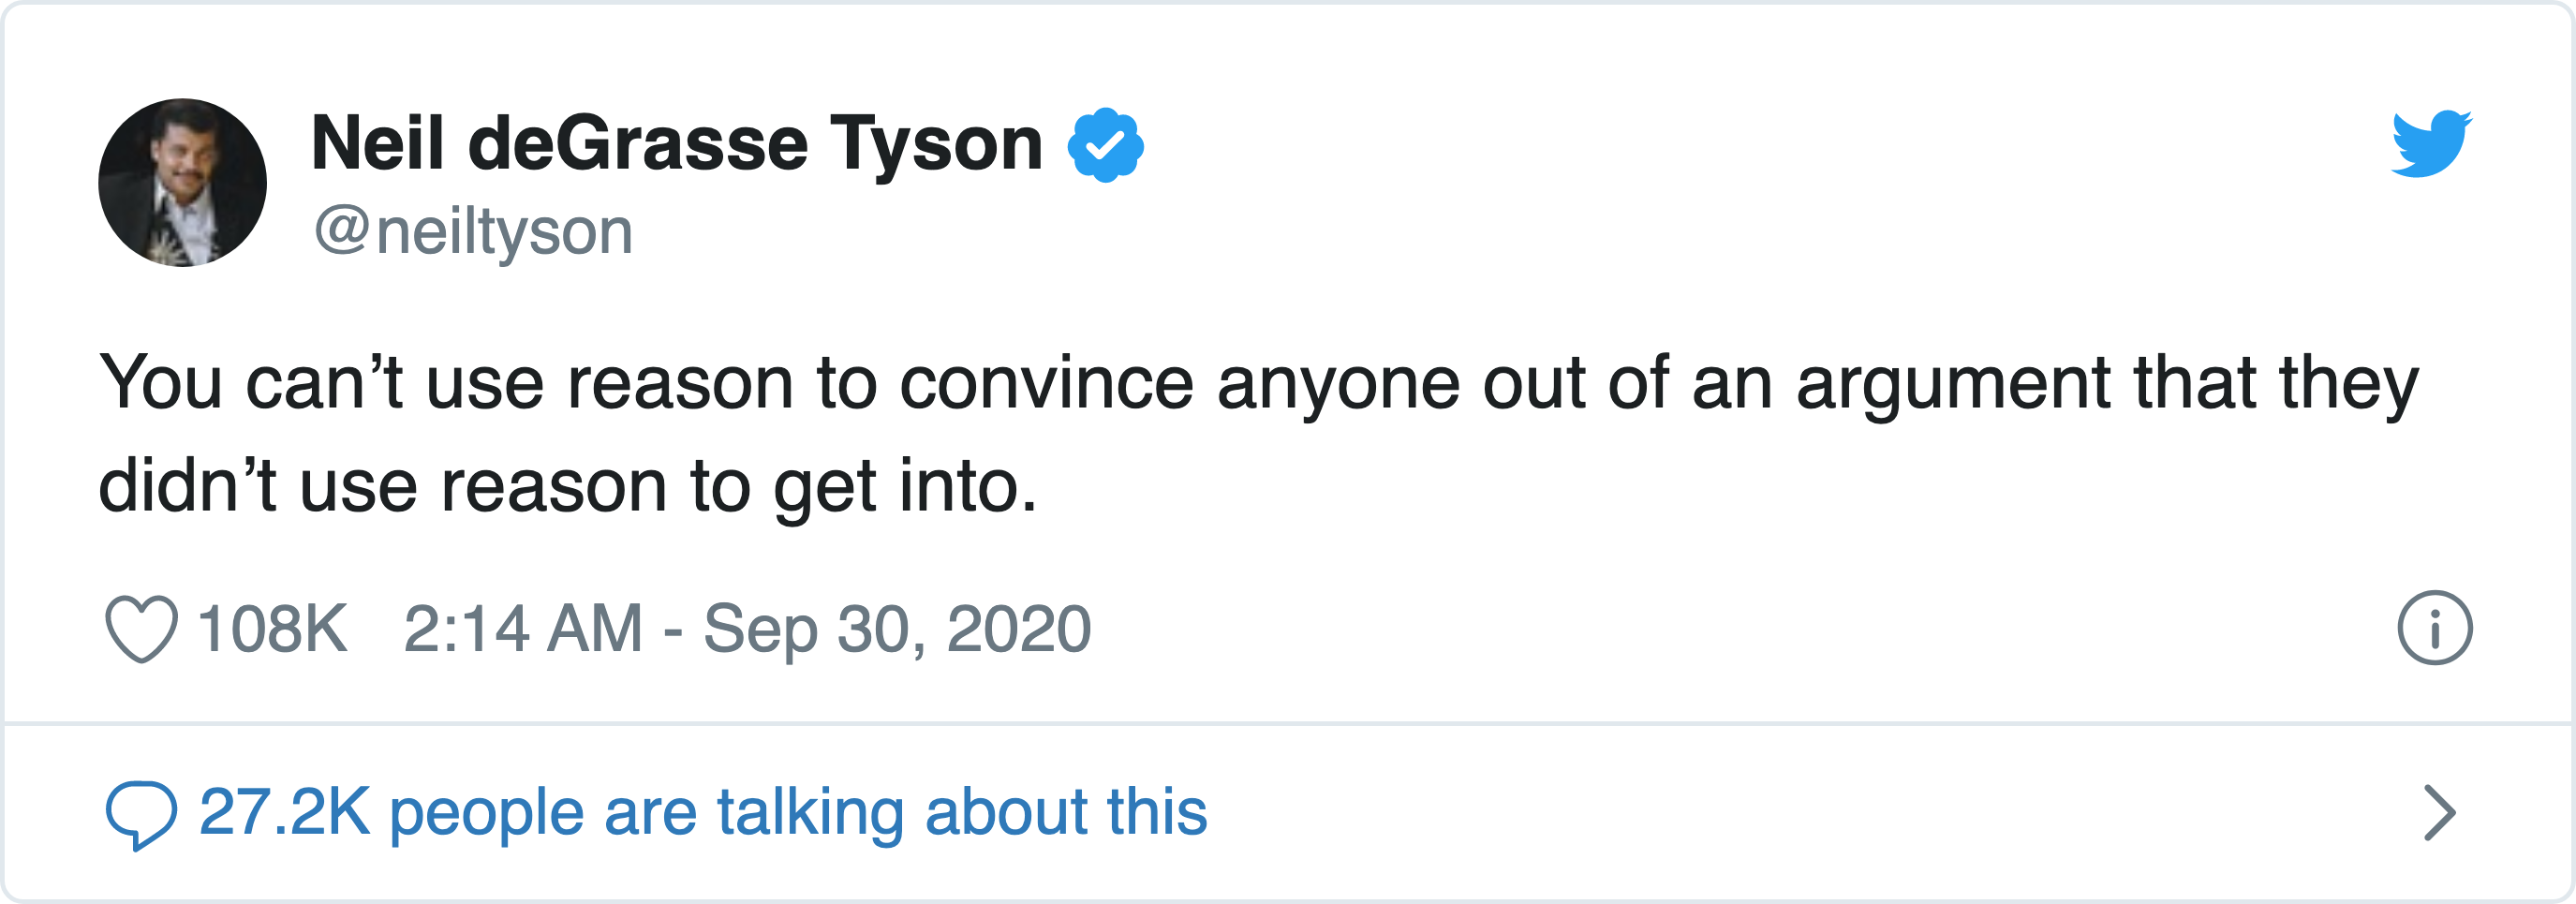 Neil deGrasse Tyson
@neiltyson
You can’t use reason to convince anyone out of an argument that they
didn’t use reason to get into.
108K 2:14 AM - Sep 30, 2020
27.2K people are talking about this